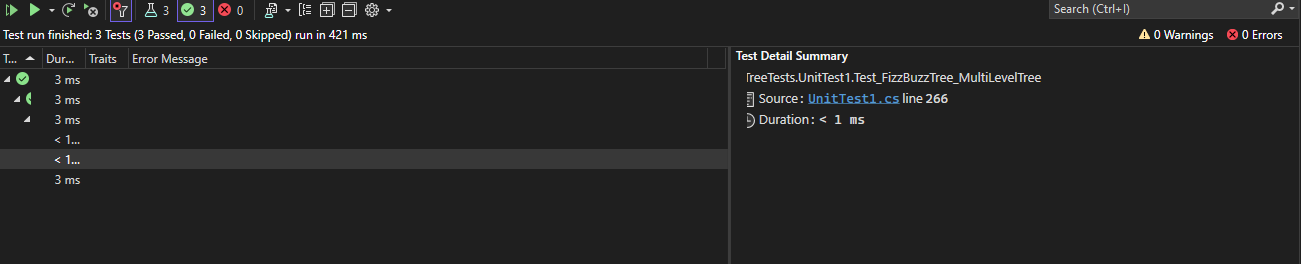 3 3 0 Search (Ctrl+I)
Test run finished: 3 Tests (3 Passed, 0 Failed, 0 Skipped) run in 421 ms 0 Warnings 0 Errors
T... Dur... Traits Error Message
Test Detail Summary
3 ms
3 ms
3 ms
< 1...
< 1...
3 ms
TreeTests.UnitTest1.Test_FizzBuzzTree_MultiLevelTree
Source: UnitTest1.cs line 266
Duration: < 1 ms